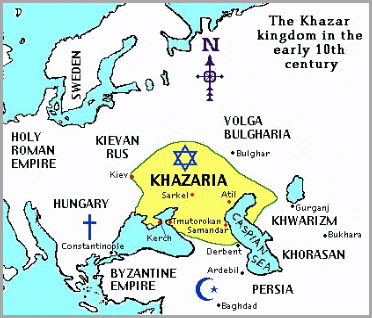 The Khazar
kingdom in the
early 10th
century
N
SWEDEN
HOLY
ROMAN
EMPIRE
KIEVAN
RUS
VOLGA
BULGHARIA
Bulghar
Kiev
KHAZARIA
Sarkel
Atil
HUNGARY
Tmutorokan
Samandar
Kerch
Constantinople
CASPIAN
SEA
Gurganj
KHWARIZM
Bukhara
Derbent
KHORASAN
BYZANTINE
EMPIRE
Ardebil
PERSIA
Baghdad